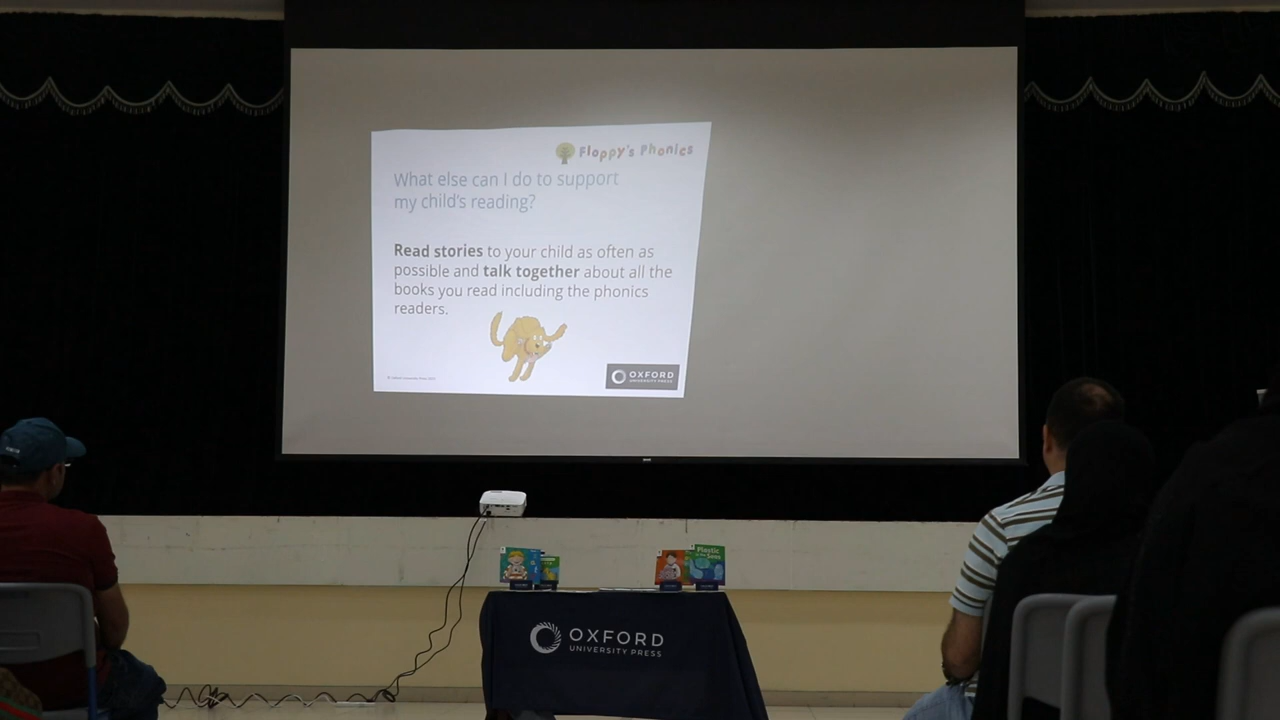 Floppy's Phonics
What else can I do to support
my child's reading?
Read stories to your child as often as
possible and talk together about all the
books you read including the phonics
readers.
OXFORD
UNIVERSITY PRESS
Plastic
in the
Seas
OXFORD
UNIVERSITY PRESS